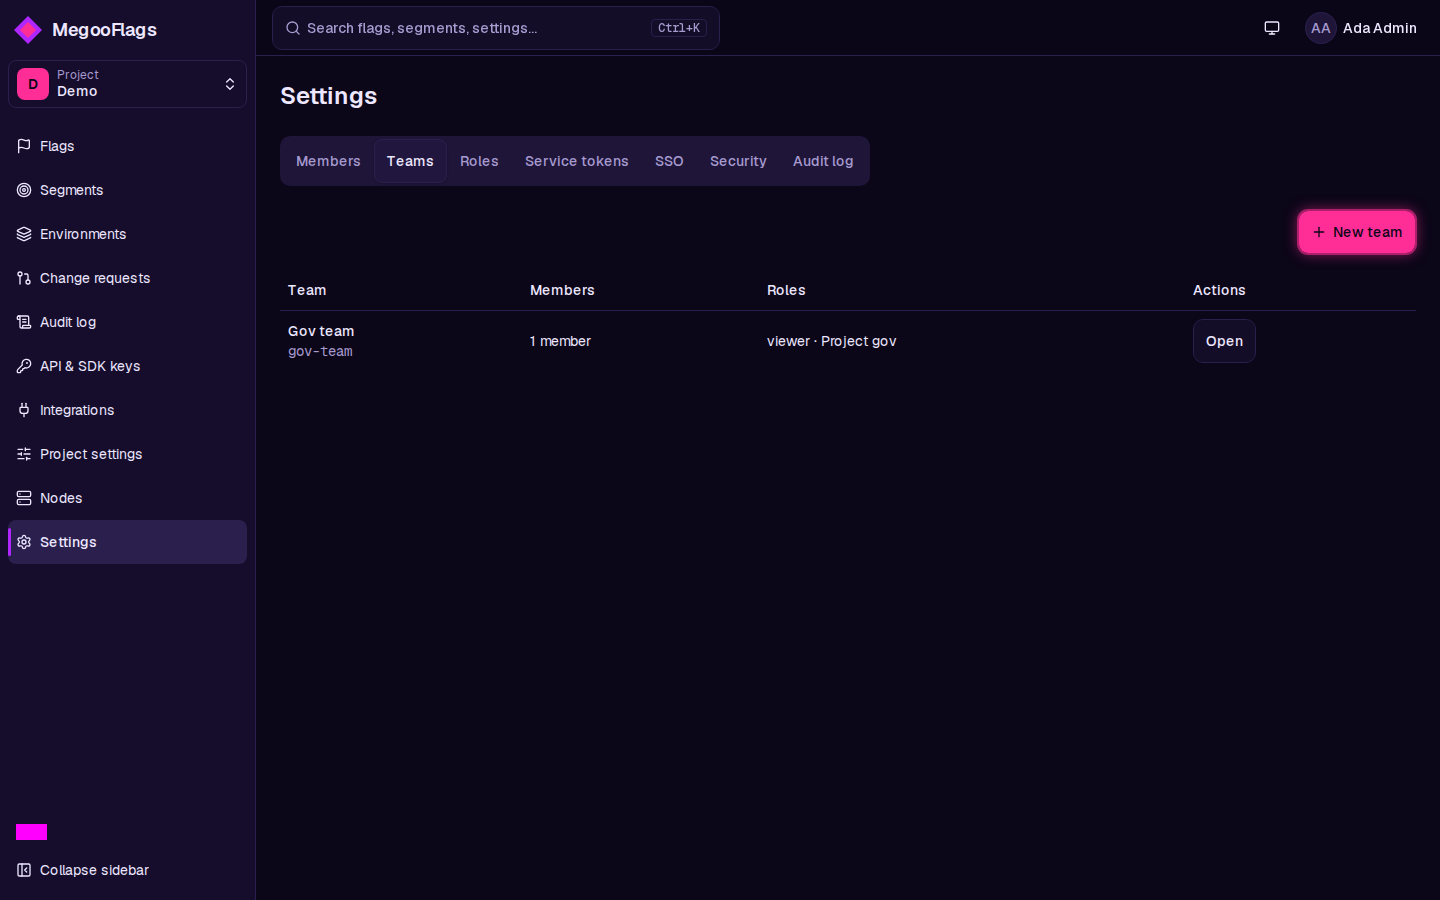 MegooFlags
Search flags, segments, settings...
Ctrl+K
AA
Ada Admin
D
Project
Demo
Flags
Segments
Environments
Change requests
Audit log
API & SDK keys
Integrations
Project settings
Nodes
Settings
Collapse sidebar
Settings
Members
Teams
Roles
Service tokens
SSO
Security
Audit log
New team
Team
Members
Roles
Actions
Gov team
gov-team
1 member
viewer · Project gov
Open